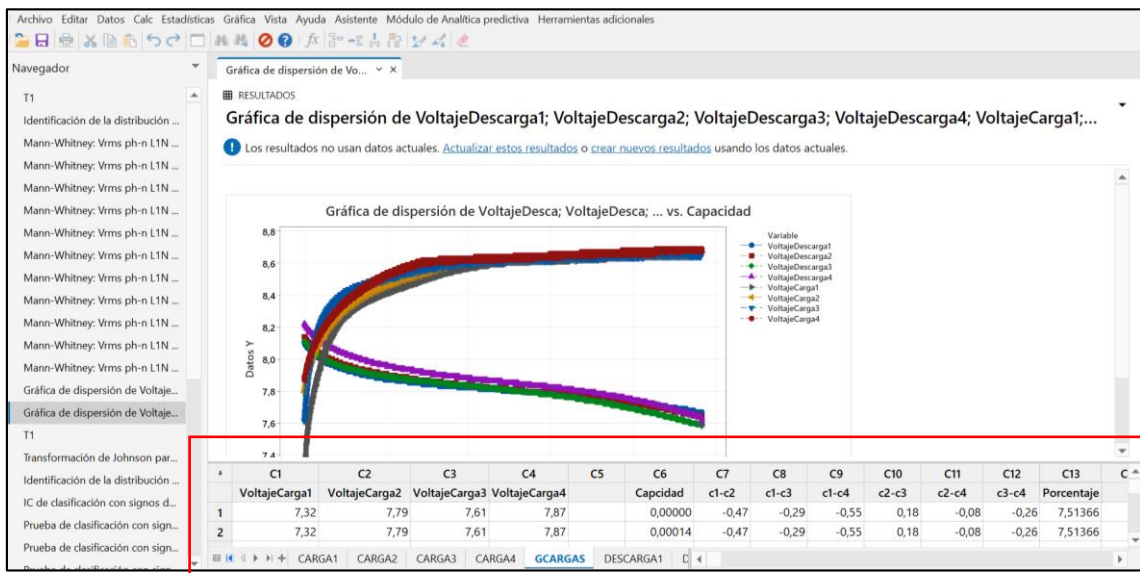 Archivo Editar Datos Calc Estadísticas Gráfica Vista Ayuda Asistente Módulo de Analítica predictiva Herramientas adicionales
Navegador
T1
Identificación de la distribución ...
Mann-Whitney: Vrms ph-n L1N ...
Mann-Whitney: Vrms ph-n L1N ...
Mann-Whitney: Vrms ph-n L1N ...
Mann-Whitney: Vrms ph-n L1N ...
Mann-Whitney: Vrms ph-n L1N ...
Mann-Whitney: Vrms ph-n L1N ...
Mann-Whitney: Vrms ph-n L1N ...
Mann-Whitney: Vrms ph-n L1N ...
Mann-Whitney: Vrms ph-n L1N ...
Mann-Whitney: Vrms ph-n L1N ...
Mann-Whitney: Vrms ph-n L1N ...
Gráfica de dispersión de Voltaje...
Gráfica de dispersión de Voltaje...
T1
Transformación de Johnson par...
Identificación de la distribución ...
IC de clasificación con signos d...
Prueba de clasificación con sign...
Prueba de clasificación con sign...
Prueba de clasificación con sign...
Gráfica de dispersión de Vo...
RESULTADOS
Gráfica de dispersión de VoltajeDescarga1; VoltajeDescarga2; VoltajeDescarga3; VoltajeDescarga4; VoltajeCarga1;...
Los resultados no usan datos actuales. Actualizar estos resultados o crear nuevos resultados usando los datos actuales.
Gráfica de dispersión de VoltajeDesca; VoltajeDesca; ... vs. Capacidad
Datos Y
8,8
8,6
8,4
8,2
8,0
7,8
7,6
7,4
Variable
VoltajeDescarga1
VoltajeDescarga2
VoltajeDescarga3
VoltajeDescarga4
VoltajeCarga1
VoltajeCarga2
VoltajeCarga3
VoltajeCarga4
C1 C2 C3 C4 C5 C6 C7 C8 C9 C10 C11 C12 C13 C
VoltajeCarga1 VoltajeCarga2 VoltajeCarga3 VoltajeCarga4 Capcidad c1-c2 c1-c3 c1-c4 c2-c3 c2-c4 c3-c4 Porcentaje
1 7,32 7,79 7,61 7,87 0,00000 -0,47 -0,29 -0,55 0,18 -0,08 -0,26 7,51366
2 7,32 7,79 7,61 7,87 0,00014 -0,47 -0,29 -0,55 0,18 -0,08 -0,26 7,51366
CARGA1 CARGA2 CARGA3 CARGA4 GCARGAS DESCARGA1 D